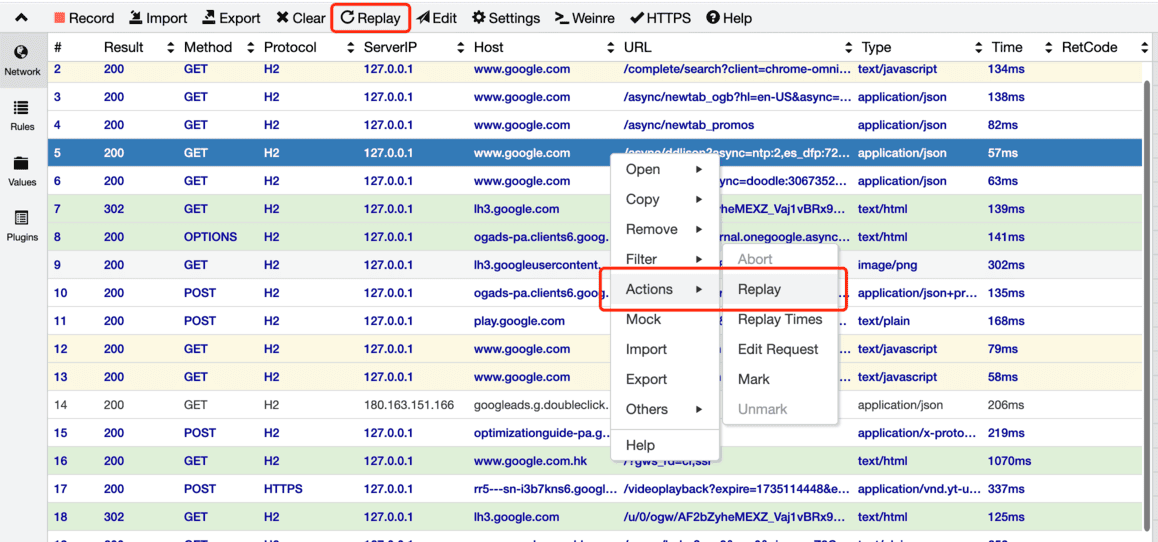 Record Import Export Clear Replay Edit Settings Weinre HTTPS Help
Network
Rules
Values
Plugins
# Result Method Protocol ServerIP Host URL Type Time RetCode
2 200 GET H2 127.0.0.1 www.google.com /complete/search?client=chrome-omni... text/javascript 134ms
3 200 GET H2 127.0.0.1 www.google.com /async/newtab_ogb?hl=en-US&async=... application/json 138ms
4 200 GET H2 127.0.0.1 www.google.com /async/newtab_promos application/json 82ms
5 200 GET H2 127.0.0.1 www.google.com /async/ddljson?async=ntp:2,es_dfp:72... application/json 57ms
6 200 GET H2 127.0.0.1 www.google.com ync=doodle:3067352... application/json 63ms
7 302 GET H2 127.0.0.1 lh3.google.com yheMEXZ_Vaj1vBRx9... text/html 139ms
8 200 OPTIONS H2 127.0.0.1 ogads-pa.clients6.goog.. rnal.onegoogle.async... text/html 141ms
9 200 GET H2 127.0.0.1 lh3.googleusercontent. image/png 302ms
10 200 POST H2 127.0.0.1 ogads-pa.clients6.goog. application/json+pr... 135ms
11 200 POST H2 127.0.0.1 play.google.com text/plain 168ms
12 200 GET H2 127.0.0.1 www.google.com text/javascript 79ms
13 200 GET H2 127.0.0.1 www.google.com text/javascript 58ms
14 200 GET H2 180.163.151.166 googleads.g.doubleclick. application/json 206ms
15 200 POST H2 127.0.0.1 optimizationguide-pa.g.. application/x-proto... 219ms
16 200 GET H2 127.0.0.1 www.google.com.hk /?gws_rd=cr,ssl text/html 1070ms
17 200 POST HTTPS 127.0.0.1 rr5---sn-i3b7kns6.googl... /videoplayback?expire=1735114448&e... application/vnd.yt-u... 337ms
18 302 GET H2 127.0.0.1 lh3.google.com /u/0/ogw/AF2bZyheMEXZ_Vaj1vBRx9... text/html 125ms
Open
Copy
Remove
Filter
Actions
Mock
Import
Export
Others
Help
Abort
Replay
Replay Times
Edit Request
Mark
Unmark